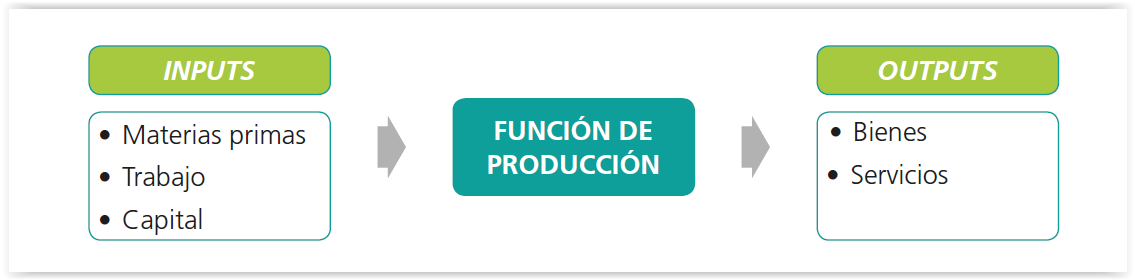 INPUTS
• Materias primas
• Trabajo
• Capital
FUNCIÓN DE
PRODUCCIÓN
OUTPUTS
• Bienes
• Servicios